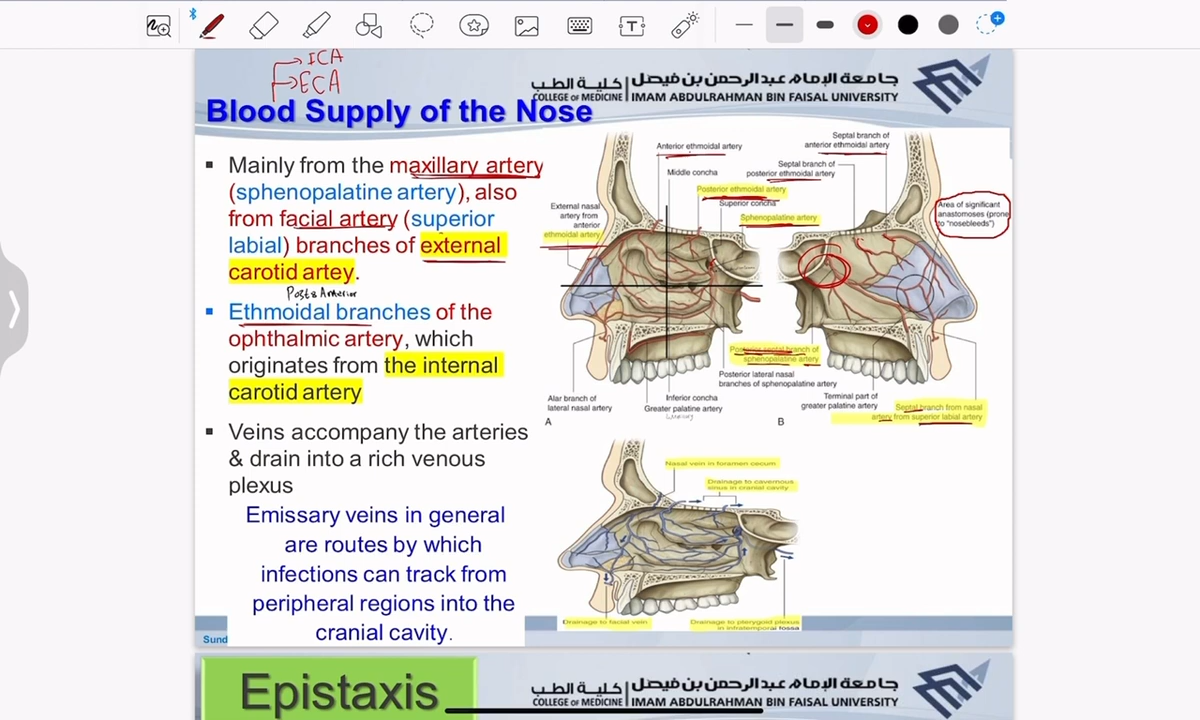 ICA
ECA
كلية الطب | جامعة الإمام عبدالرحمن بن فيصل
COLLEGE OF MEDICINE | IMAM ABDULRAHMAN BIN FAISAL UNIVERSITY
Blood Supply of the Nose
▪ Mainly from the maxillary artery
(sphenopalatine artery), also
from facial artery (superior
labial) branches of external
carotid artey.
Post & Anterior
▪ Ethmoidal branches of the
ophthalmic artery, which
originates from the internal
carotid artery
▪ Veins accompany the arteries
& drain into a rich venous
plexus
Emissary veins in general
are routes by which
infections can track from
peripheral regions into the
cranial cavity.
Sund
Anterior ethmoidal artery
Middle concha
Posterior ethmoidal artery
Superior concha
Sphenopalatine artery
External nasal
artery from
anterior
ethmoidal artery
Septal branch of
anterior ethmoidal artery
Septal branch of
posterior ethmoidal artery
Area of significant
anastomoses (prone
to "nosebleeds")
Posterior septal branch of
sphenopalatine artery
Posterior lateral nasal
branches of sphenopalatine artery
Alar branch of
lateral nasal artery
Inferior concha
Greater palatine artery
Terminal part of
greater palatine artery
Septal branch from nasal
artery from superior labial artery
A
B
Nasal vein in foramen cecum
Drainage to cavernous
sinus in cranial cavity
Drainage to facial vein
Drainage to pterygoid plexus
in infratemporal fossa
Epistaxis
كلية الطب | جامعة الإمام عبدالرحمن بن فيصل
COLLEGE OF MEDICINE | IMAM ABDULRAHMAN BIN FAISAL UNIVERSITY